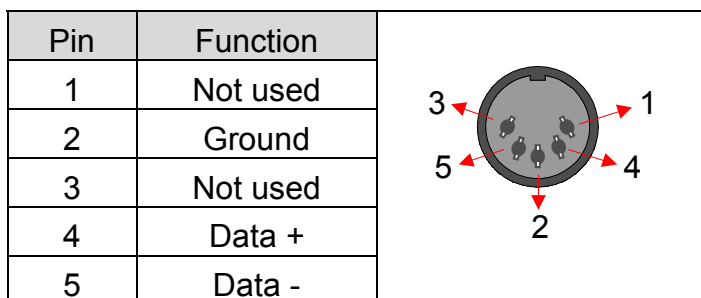 Pin Function
1 Not used
2 Ground
3 Not used
4 Data +
5 Data -
3 1
5 4
2